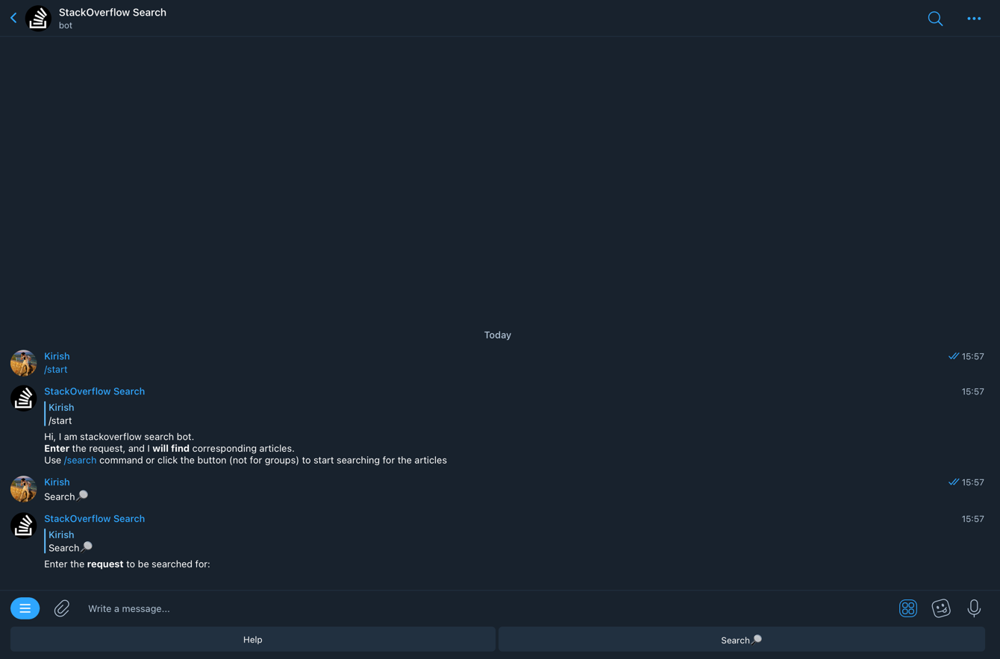 StackOverflow Search
bot
Today
Kirish
15:57
/start
StackOverflow Search
15:57
Kirish
/start
Hi, I am stackoverflow search bot.
Enter the request, and I will find corresponding articles.
Use /search command or click the button (not for groups) to start searching for the articles
Kirish
15:57
Search🔎
StackOverflow Search
15:57
Kirish
Search🔎
Enter the request to be searched for:
Write a message...
Help
Search🔎